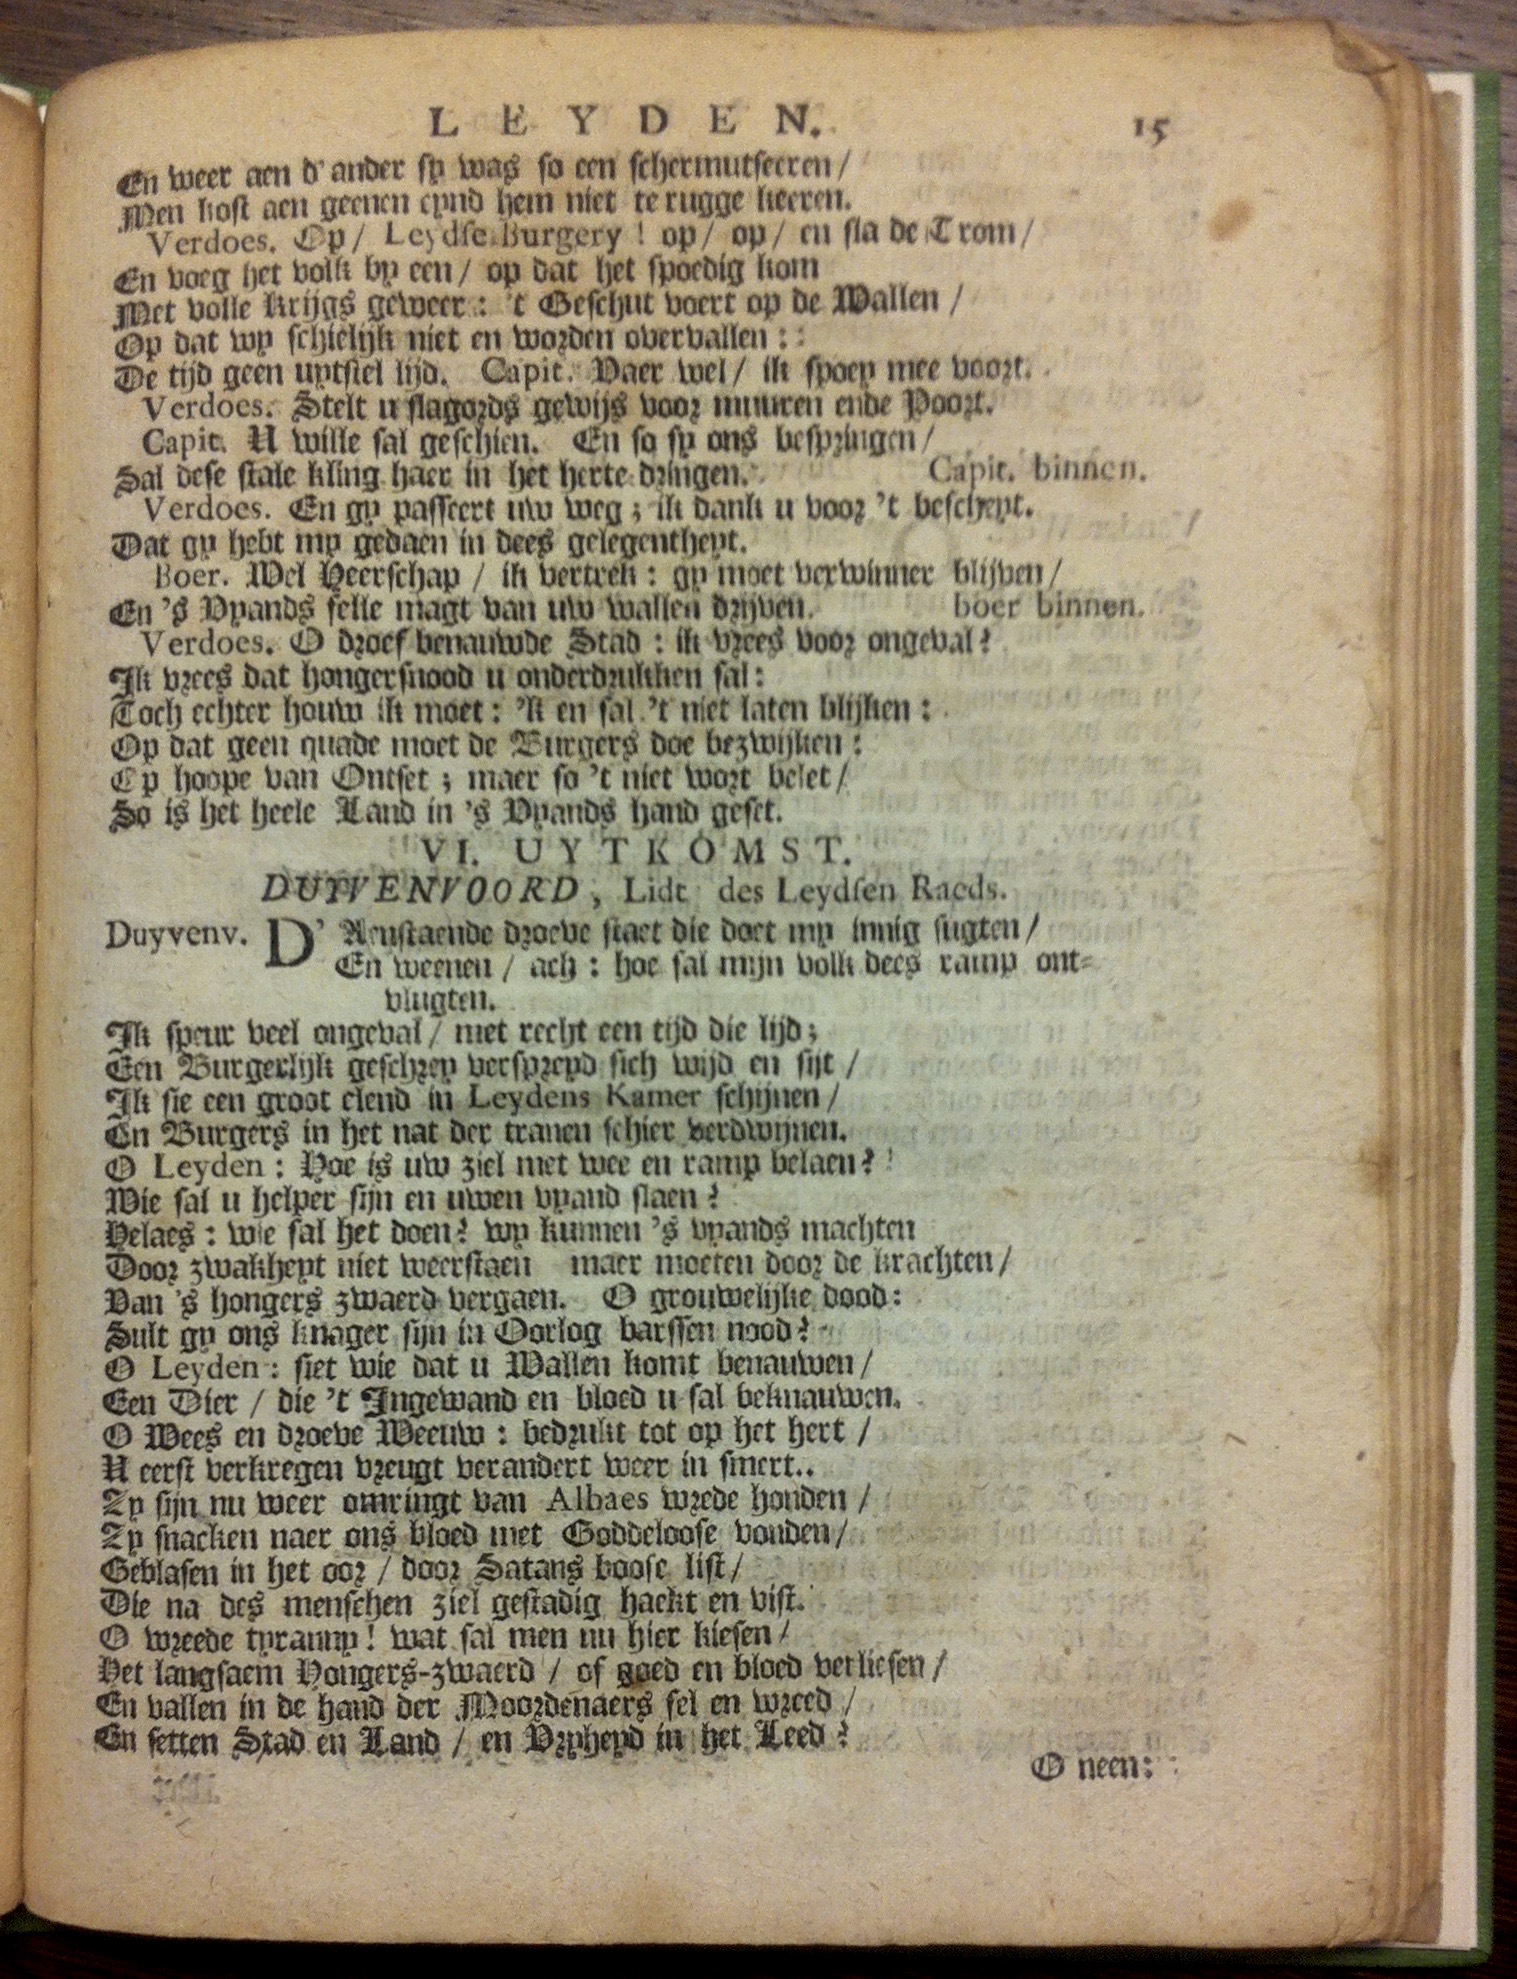 LEYDEN. 15
En weer aen d'ander sy was so een schermutseeren/
Men kost aen geenen eynd hem niet te rugge keeren.
Verdoes. Op/ Leydse Burgery! op/ op/ en sla de Trom/
En voeg het volk by een/ op dat het spoedig kom
Met volle krijgs geweer: 't Geschut voert op de Wallen/
Op dat wy schielijk niet en worden overvallen:
De tijd geen uytstel lijd. Capit. Vaer wel/ ik spoey mee voort.
Verdoes. Stelt u slagords gewijs voor muuren ende Poort.
Capit. U wille sal geschien. En so sy ons bespringen/
Sal dese stale kling haer in het herte dringen. Capit. binnen.
Verdoes. En gy passeert uw weg; ik dank u voor 't bescheyt.
Dat gy hebt my gedaen in dees gelegentheyt.
Boer. Wel Heerschap/ ik vertrek: gy moet verwinner blijven/
En 's Vyands felle magt van uw wallen drijven. boer binnen.
Verdoes. O droef benauwde Stad: ik vrees voor ongeval?
Ik vrees dat hongersnood u onderdrukken sal:
Toch echter houw ik moet: 'k en sal 't niet laten blijken:
Op dat geen quade moet de Burgers doe bezwijken:
Op hoope van Ontset; maer so 't niet wort belet/
So is het heele Land in 's Vyands hand geset.
VI. UYTKOMST.
DUYVENVOORD, Lidt des Leydsen Raeds.
Duyvenv. D' Aenstaende droeve staet die doet my innig sugten/
En weenen/ ach: hoe sal mijn volk dees ramp ont-
vlugten.
Ik speur veel ongeval/ met recht een tijd die lijd;
Een Burgerlijk geschrey verspreyd sich wijd en sijt/
Ik sie een groot elend in Leydens Kamer schijnen/
En Burgers in het nat der tranen schier verdwijnen.
O Leyden: Hoe is uw ziel met wee en ramp belaen?
Wie sal u helper sijn en uwen vyand slaen?
Helaes: wie sal het doen? wy kunnen 's vyands machten
Door zwakheyt niet weerstaen maer moeten door de krachten/
Van 's hongers zwaerd vergaen. O grouwelijke dood:
Sult gy ons knager sijn in Oorlog barssen nood?
O Leyden: siet wie dat u Wallen komt benauwen/
Een Dier/ die 't Ingewand en bloed u sal beknauwen.
O Wees en droeve Weeuw: bedrukt tot op het hert/
U eerst verkregen vreugt verandert weer in smert..
Zy sijn nu weer omringt van Albaes wrede honden/
Zy snacken naer ons bloed met Goddeloose vonden/
Geblasen in het oor/ door Satans boose list/
Die na des menschen ziel gestadig haekt en vist.
O wreede tyranny! wat sal men nu hier kiesen/
Het langsaem Hongers-zwaerd/ of goed en bloed verliesen/
En vallen in de hand der Moordenaers fel en wreed/
En setten Stad en Land/ en Vryheyd in het Leed?
O neen: